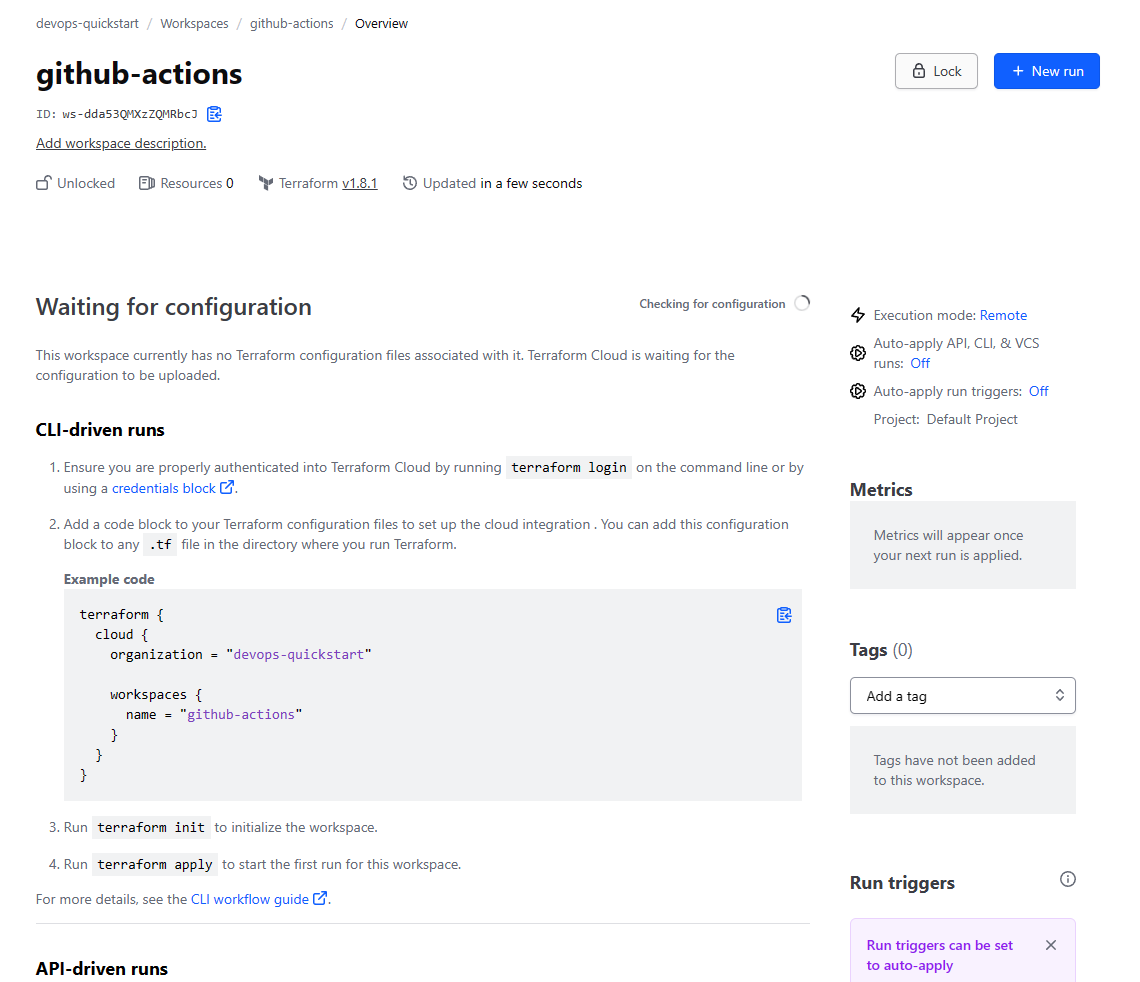 devops-quickstart / Workspaces / github-actions / Overview
github-actions
Lock
+ New run
ID: ws-dda53QMXzZQMRbcJ
Add workspace description.
Unlocked
Resources 0
Terraform v1.8.1
Updated in a few seconds
Waiting for configuration
Checking for configuration
This workspace currently has no Terraform configuration files associated with it. Terraform Cloud is waiting for the
configuration to be uploaded.
CLI-driven runs
1. Ensure you are properly authenticated into Terraform Cloud by running terraform login on the command line or by
using a credentials block.
2. Add a code block to your Terraform configuration files to set up the cloud integration . You can add this configuration
block to any .tf file in the directory where you run Terraform.
Example code
terraform {
  cloud {
    organization = "devops-quickstart"

    workspaces {
      name = "github-actions"
    }
  }
}
3. Run terraform init to initialize the workspace.
4. Run terraform apply to start the first run for this workspace.
For more details, see the CLI workflow guide.
API-driven runs
Execution mode: Remote
Auto-apply API, CLI, & VCS
runs: Off
Auto-apply run triggers: Off
Project: Default Project
Metrics
Metrics will appear once
your next run is applied.
Tags (0)
Add a tag
Tags have not been added
to this workspace.
Run triggers
Run triggers can be set
to auto-apply